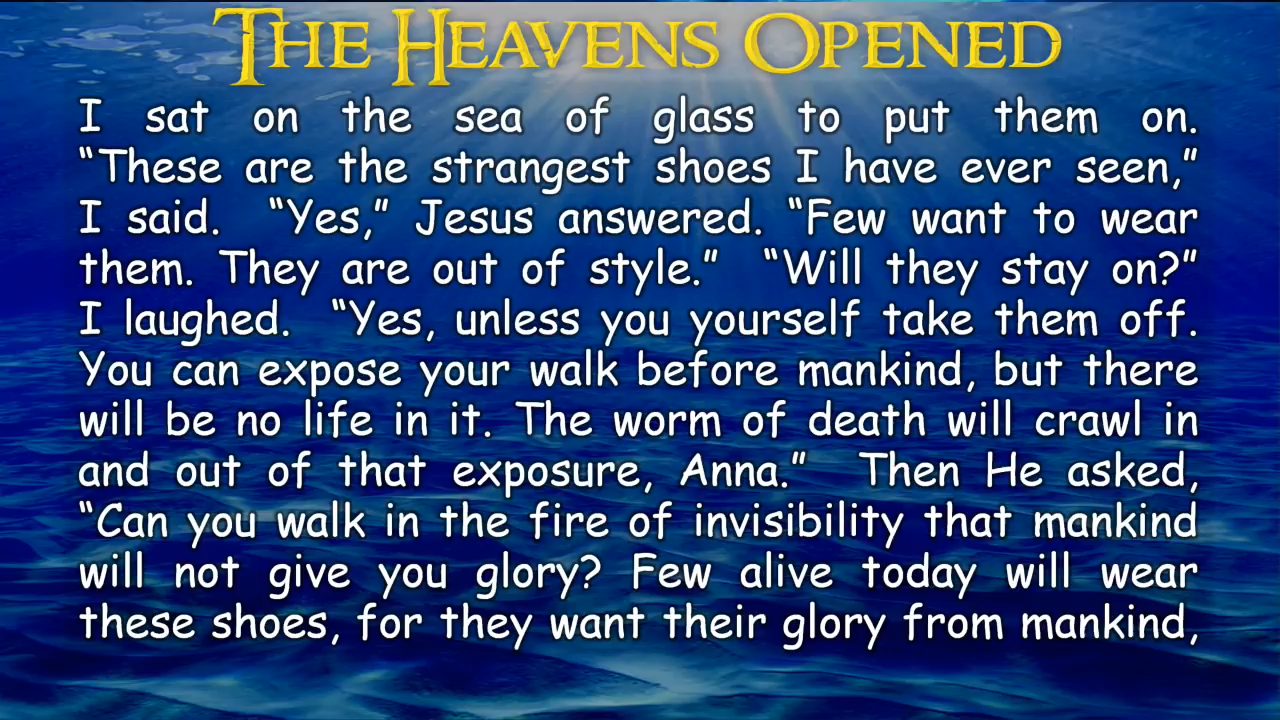 THE HEAVENS OPENED
I sat on the sea of glass to put them on.
“These are the strangest shoes I have ever seen,”
I said.  “Yes,” Jesus answered. “Few want to wear
them. They are out of style.”  “Will they stay on?”
I laughed.  “Yes, unless you yourself take them off.
You can expose your walk before mankind, but there
will be no life in it. The worm of death will crawl in
and out of that exposure, Anna.”  Then He asked,
“Can you walk in the fire of invisibility that mankind
will not give you glory? Few alive today will wear
these shoes, for they want their glory from mankind,